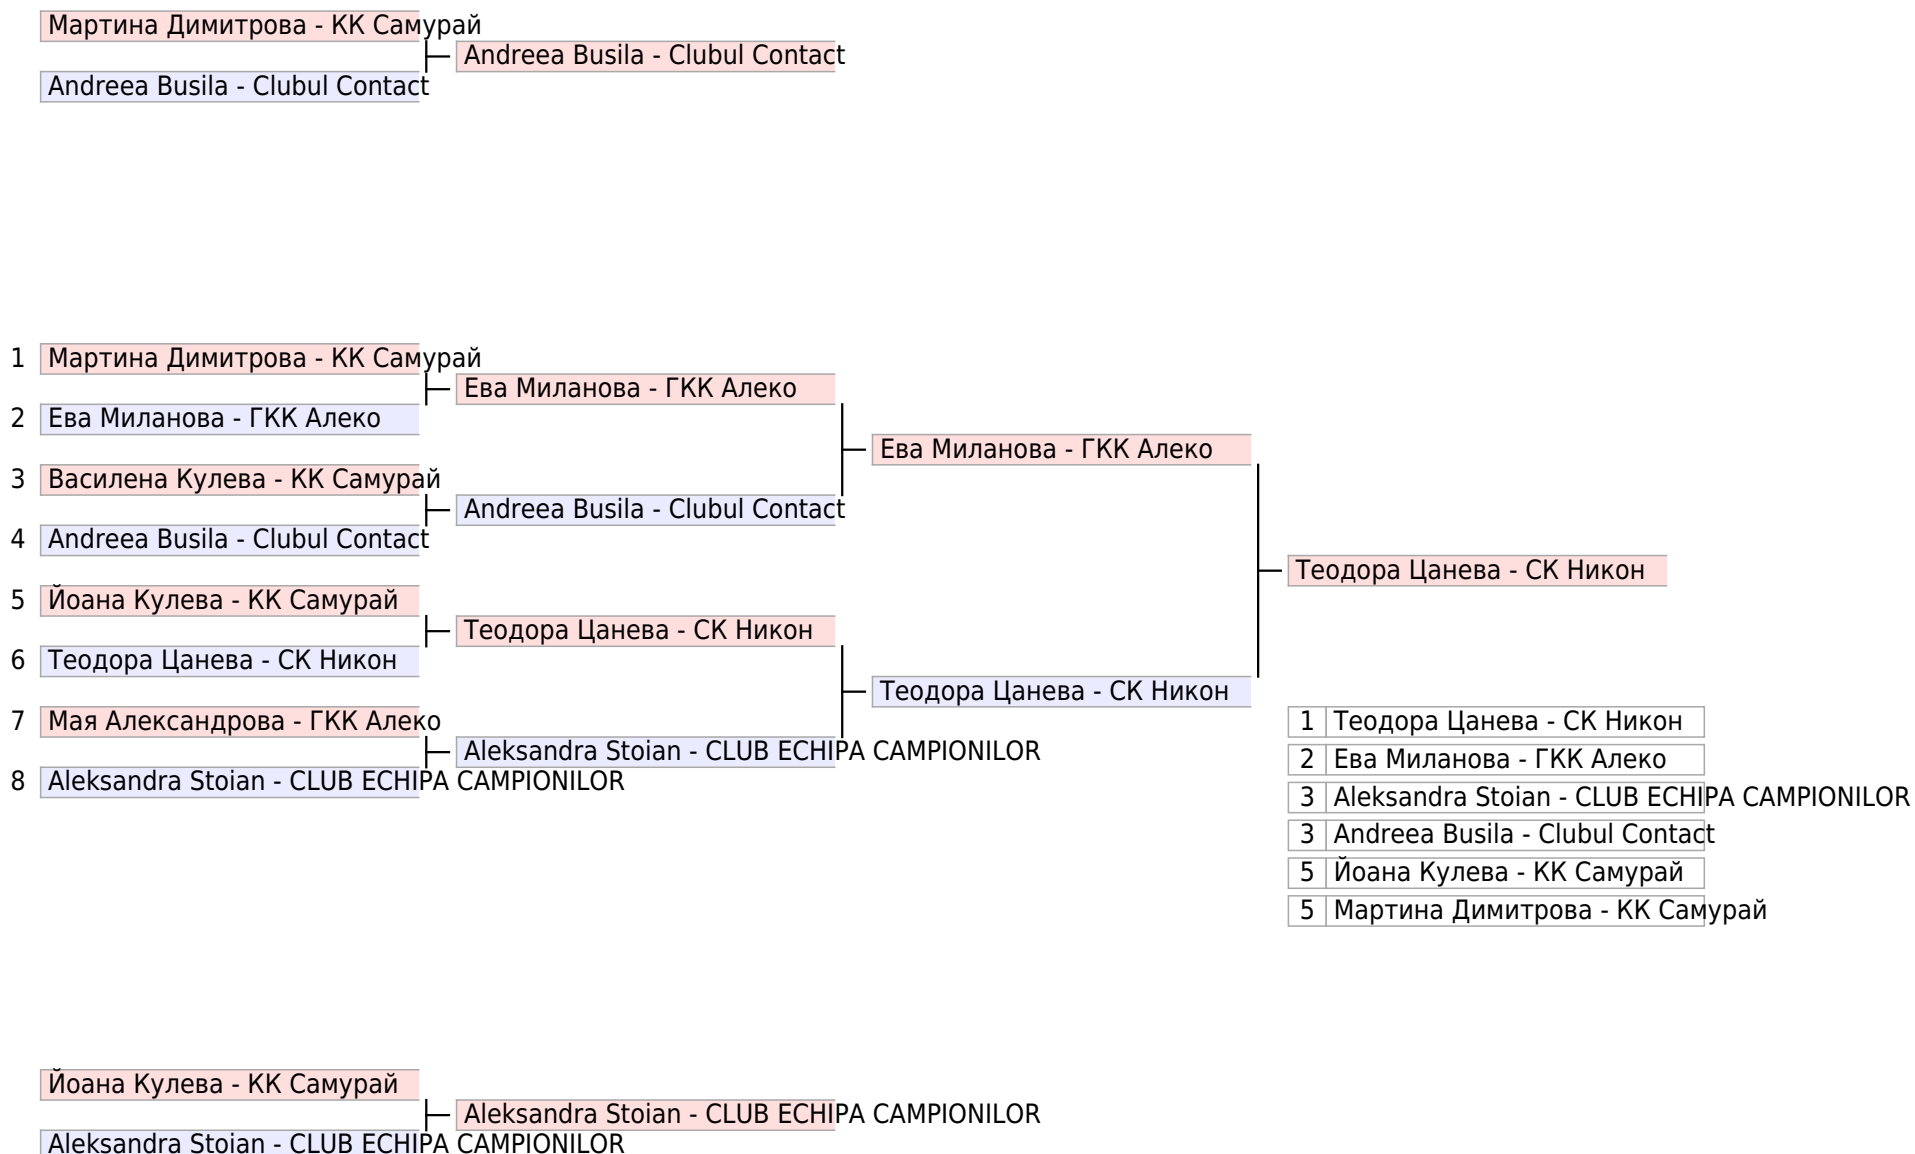 Мартина Димитрова - КК Самурай
Andreea Busila - Clubul Contact
Andreea Busila - Clubul Contact
1 Мартина Димитрова - КК Самурай
Ева Миланова - ГКК Алеко
2 Ева Миланова - ГКК Алеко
Ева Миланова - ГКК Алеко
3 Василена Кулева - КК Самурай
Andreea Busila - Clubul Contact
4 Andreea Busila - Clubul Contact
Теодора Цанева - СК Никон
5 Йоана Кулева - КК Самурай
Теодора Цанева - СК Никон
6 Теодора Цанева - СК Никон
Теодора Цанева - СК Никон
7 Мая Александрова - ГКК Алеко
Aleksandra Stoian - CLUB ECHIPA CAMPIONILOR
8 Aleksandra Stoian - CLUB ECHIPA CAMPIONILOR
1 Теодора Цанева - СК Никон
2 Ева Миланова - ГКК Алеко
3 Aleksandra Stoian - CLUB ECHIPA CAMPIONILOR
3 Andreea Busila - Clubul Contact
5 Йоана Кулева - КК Самурай
5 Мартина Димитрова - КК Самурай
Йоана Кулева - КК Самурай
Aleksandra Stoian - CLUB ECHIPA CAMPIONILOR
Aleksandra Stoian - CLUB ECHIPA CAMPIONILOR